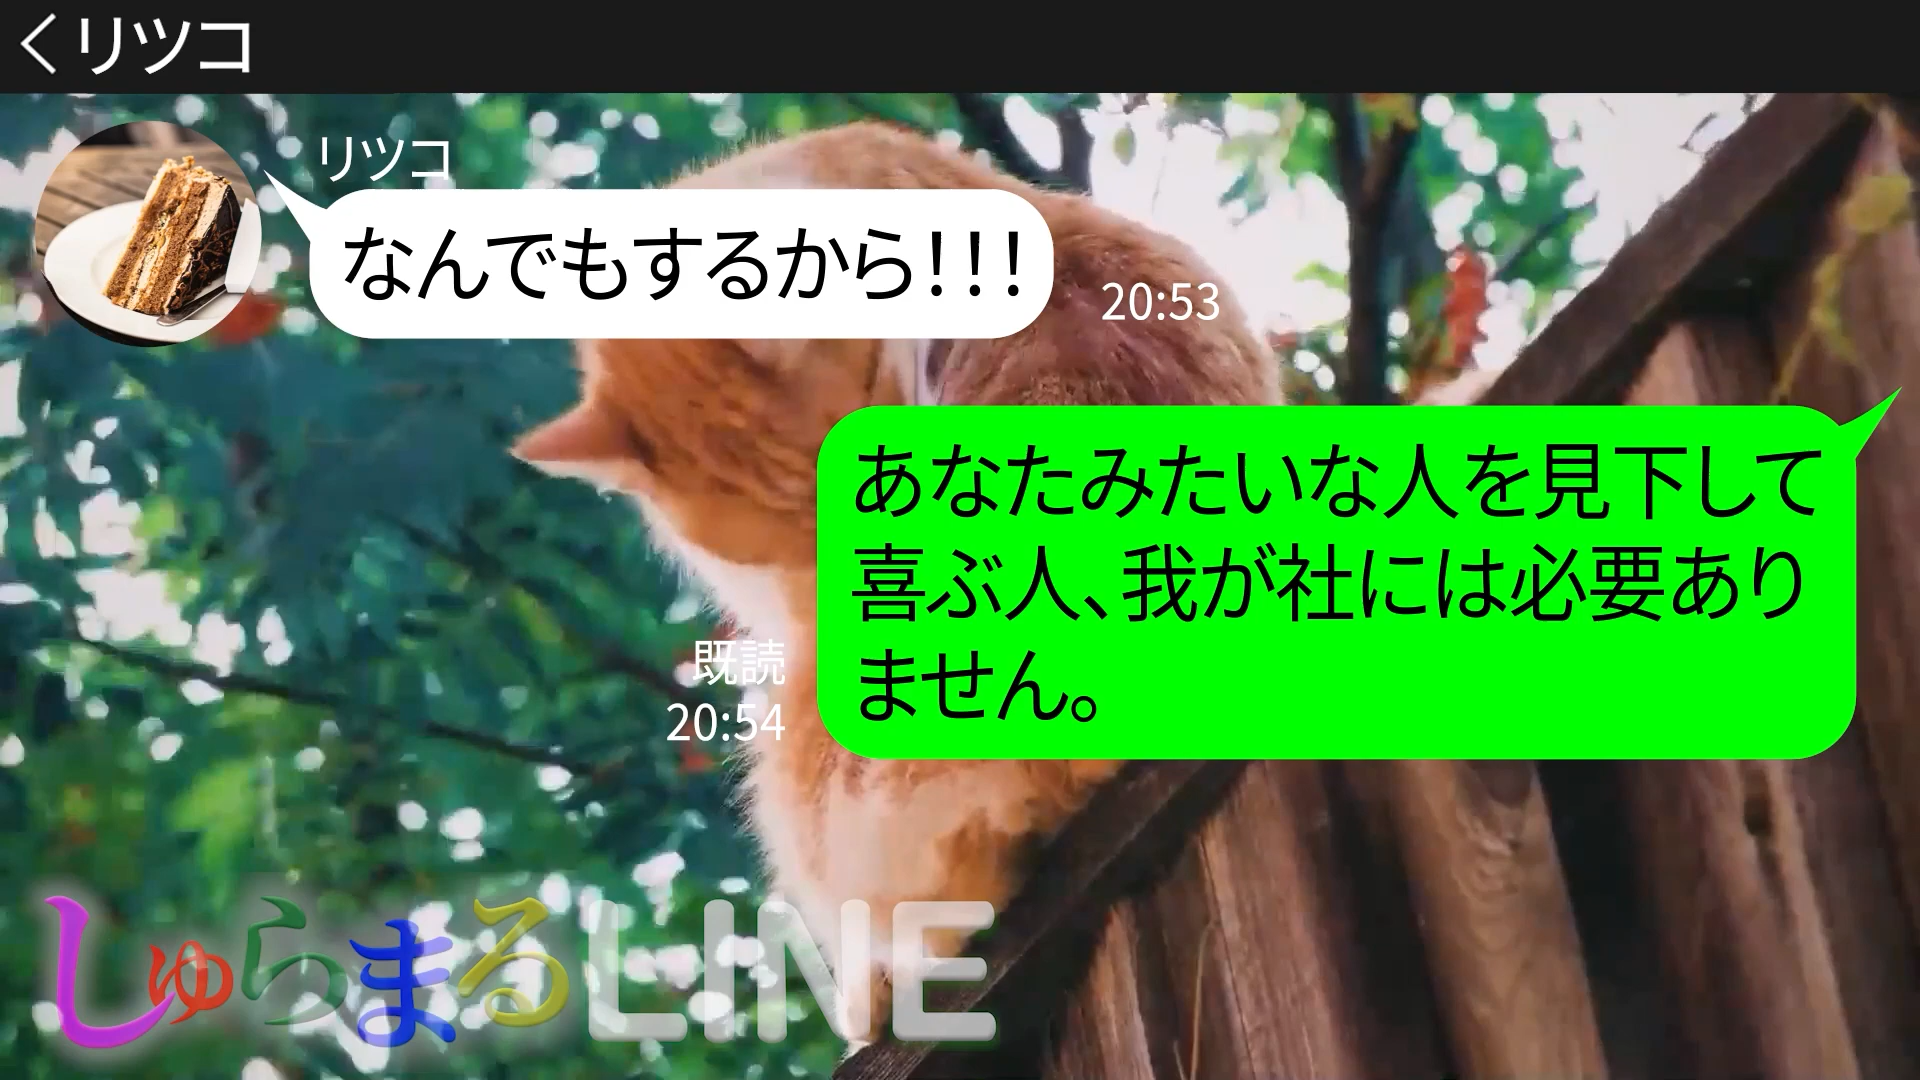 リツコ
リツコ
なんでもするから!!!
20:53
あなたみたいな人を見下して
喜ぶ人、我が社には必要あり
ません。
既読
20:54
しゅらまるLINE